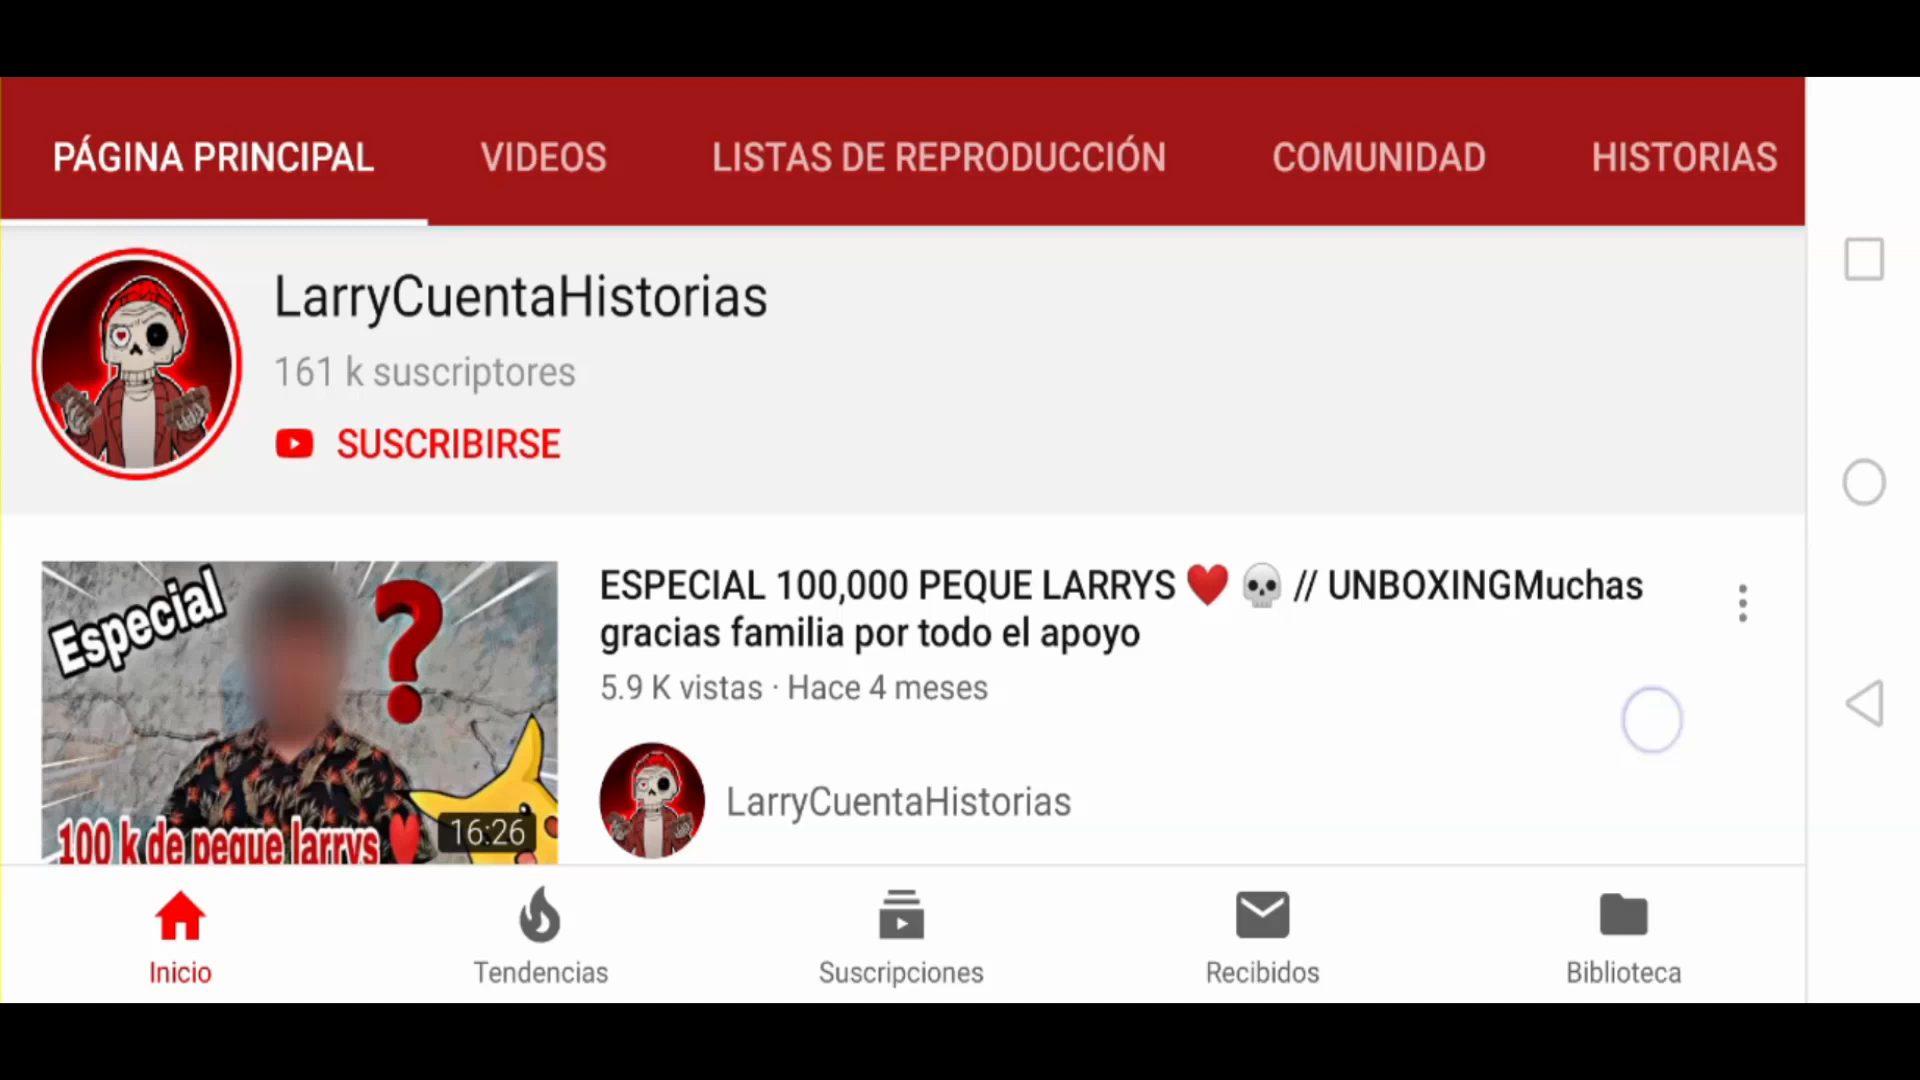 PÁGINA PRINCIPAL VIDEOS LISTAS DE REPRODUCCIÓN COMUNIDAD HISTORIAS
LarryCuentaHistorias
161 k suscriptores
SUSCRIBIRSE
Especial
?
100 k de peque larrys
16:26
ESPECIAL 100,000 PEQUE LARRYS ❤️ 💀 // UNBOXINGMuchas
gracias familia por todo el apoyo
5.9 K vistas · Hace 4 meses
LarryCuentaHistorias
Inicio Tendencias Suscripciones Recibidos Biblioteca